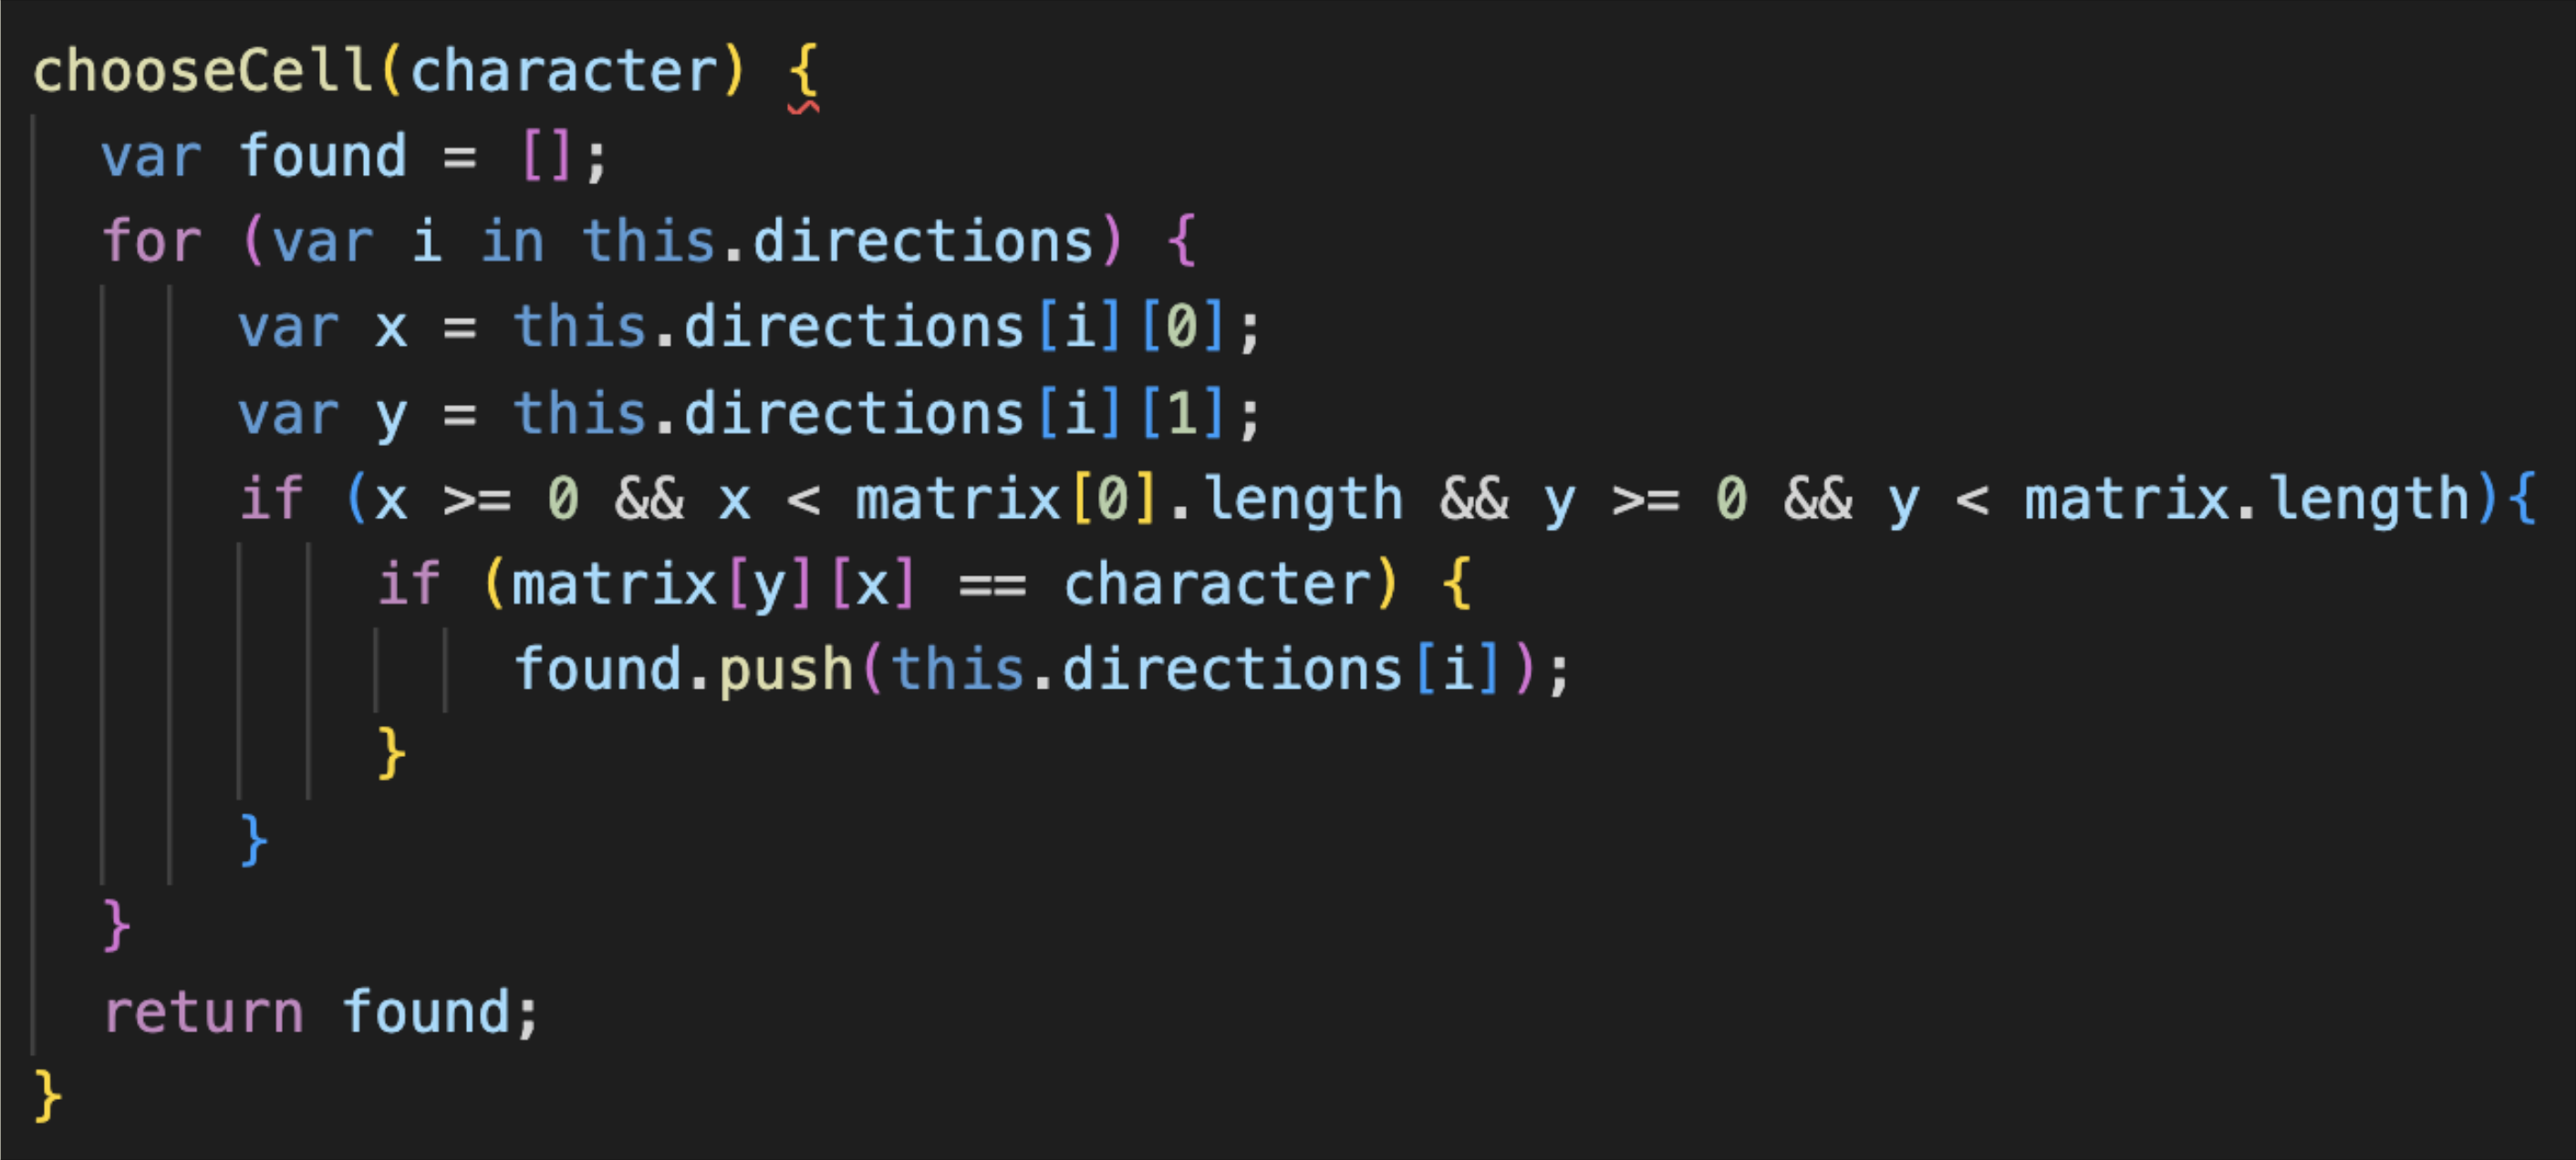 chooseCell(character) {
var found = [];
for (var i in this.directions) {
var x = this.directions[i][0];
var y = this.directions[i][1];
if (x >= 0 && x < matrix[0].length && y >= 0 && y < matrix.length){
if (matrix[y][x] == character) {
found.push(this.directions[i]);
}
}
}
return found;
}